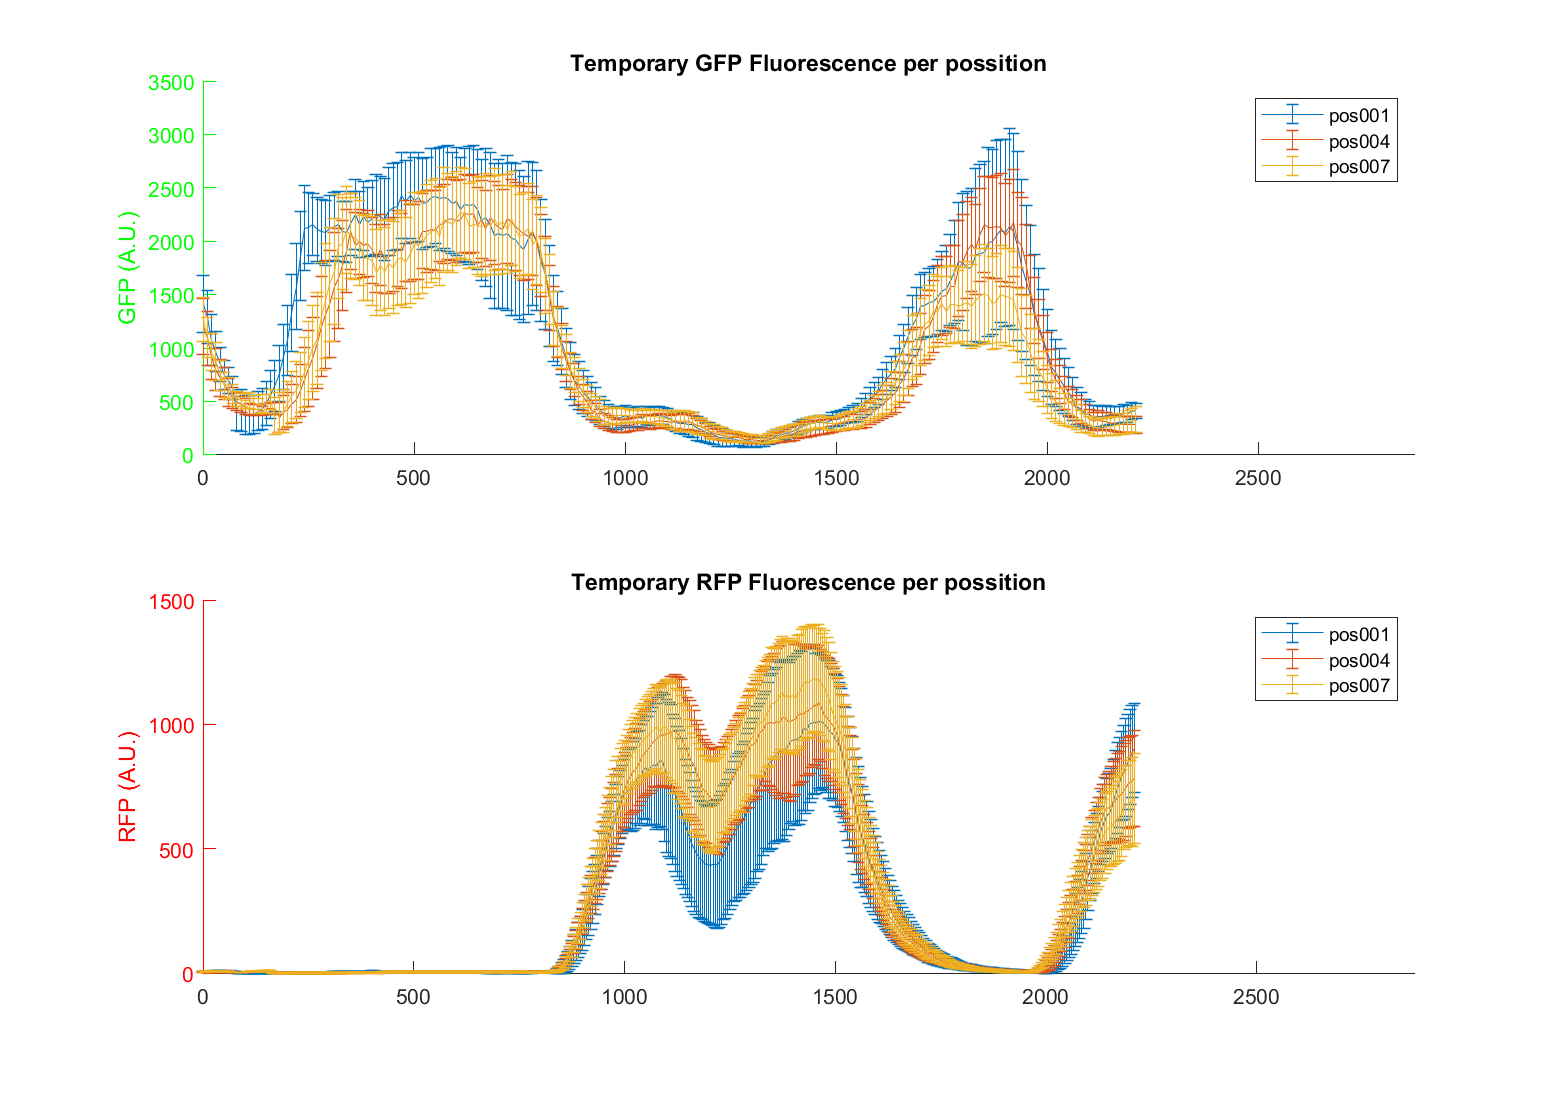 Temporary GFP Fluorescence per possition
3500
3000
2500
2000
1500
1000
500
0
GFP (A.U.)
pos001
pos004
pos007
0 500 1000 1500 2000 2500
Temporary RFP Fluorescence per possition
1500
1000
500
0
RFP (A.U.)
pos001
pos004
pos007
0 500 1000 1500 2000 2500